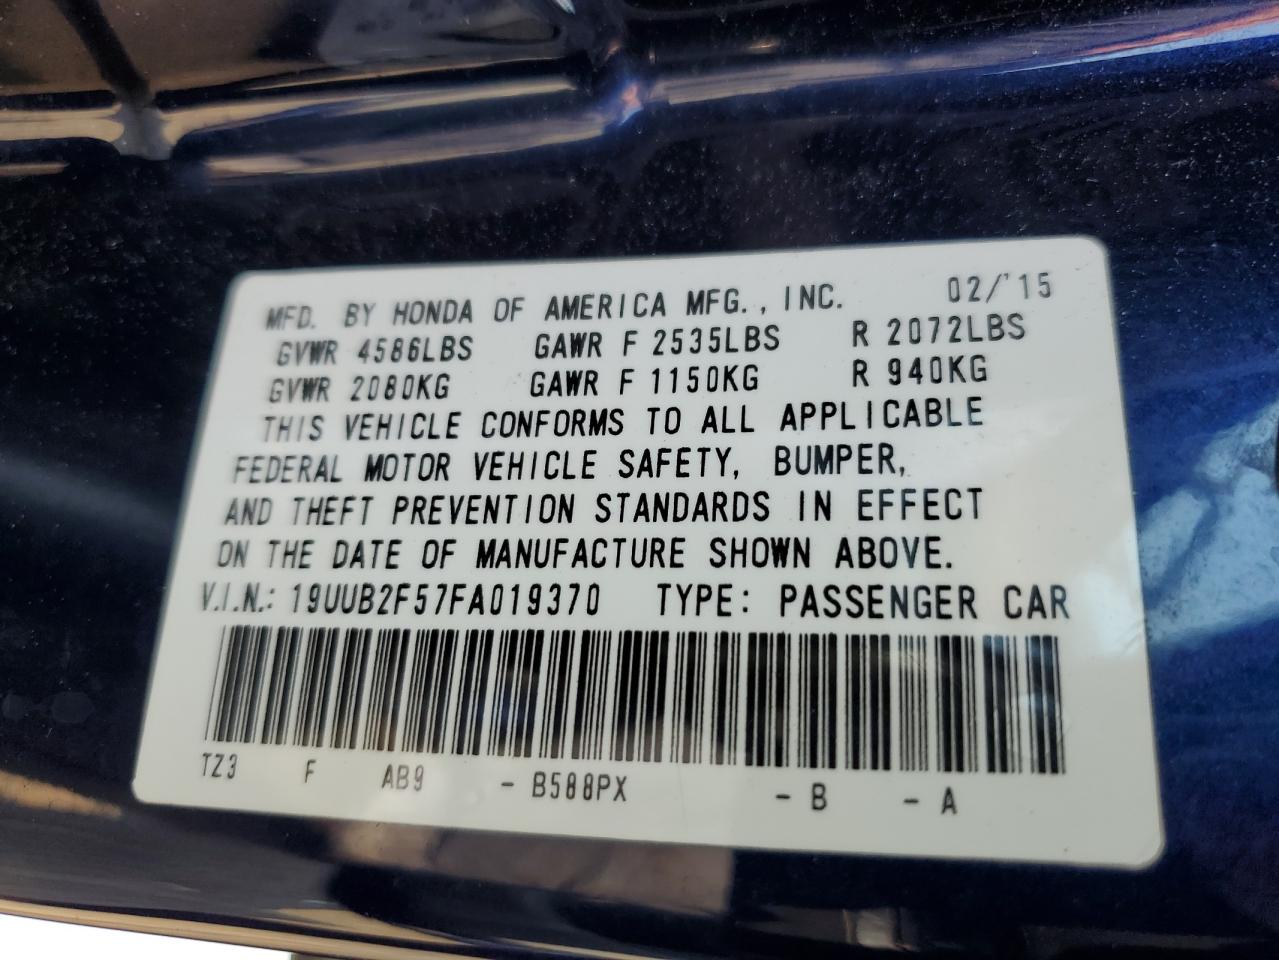 MFD. BY HONDA OF AMERICA MFG., INC. 02/'15
GVWR 4586LBS GAWR F 2535LBS R 2072LBS
GVWR 2080KG GAWR F 1150KG R 940KG
THIS VEHICLE CONFORMS TO ALL APPLICABLE
FEDERAL MOTOR VEHICLE SAFETY, BUMPER,
AND THEFT PREVENTION STANDARDS IN EFFECT
ON THE DATE OF MANUFACTURE SHOWN ABOVE.
V.I.N.: 19UUB2F57FA019370 TYPE: PASSENGER CAR
TZ3 F AB9 - B588PX - B - A